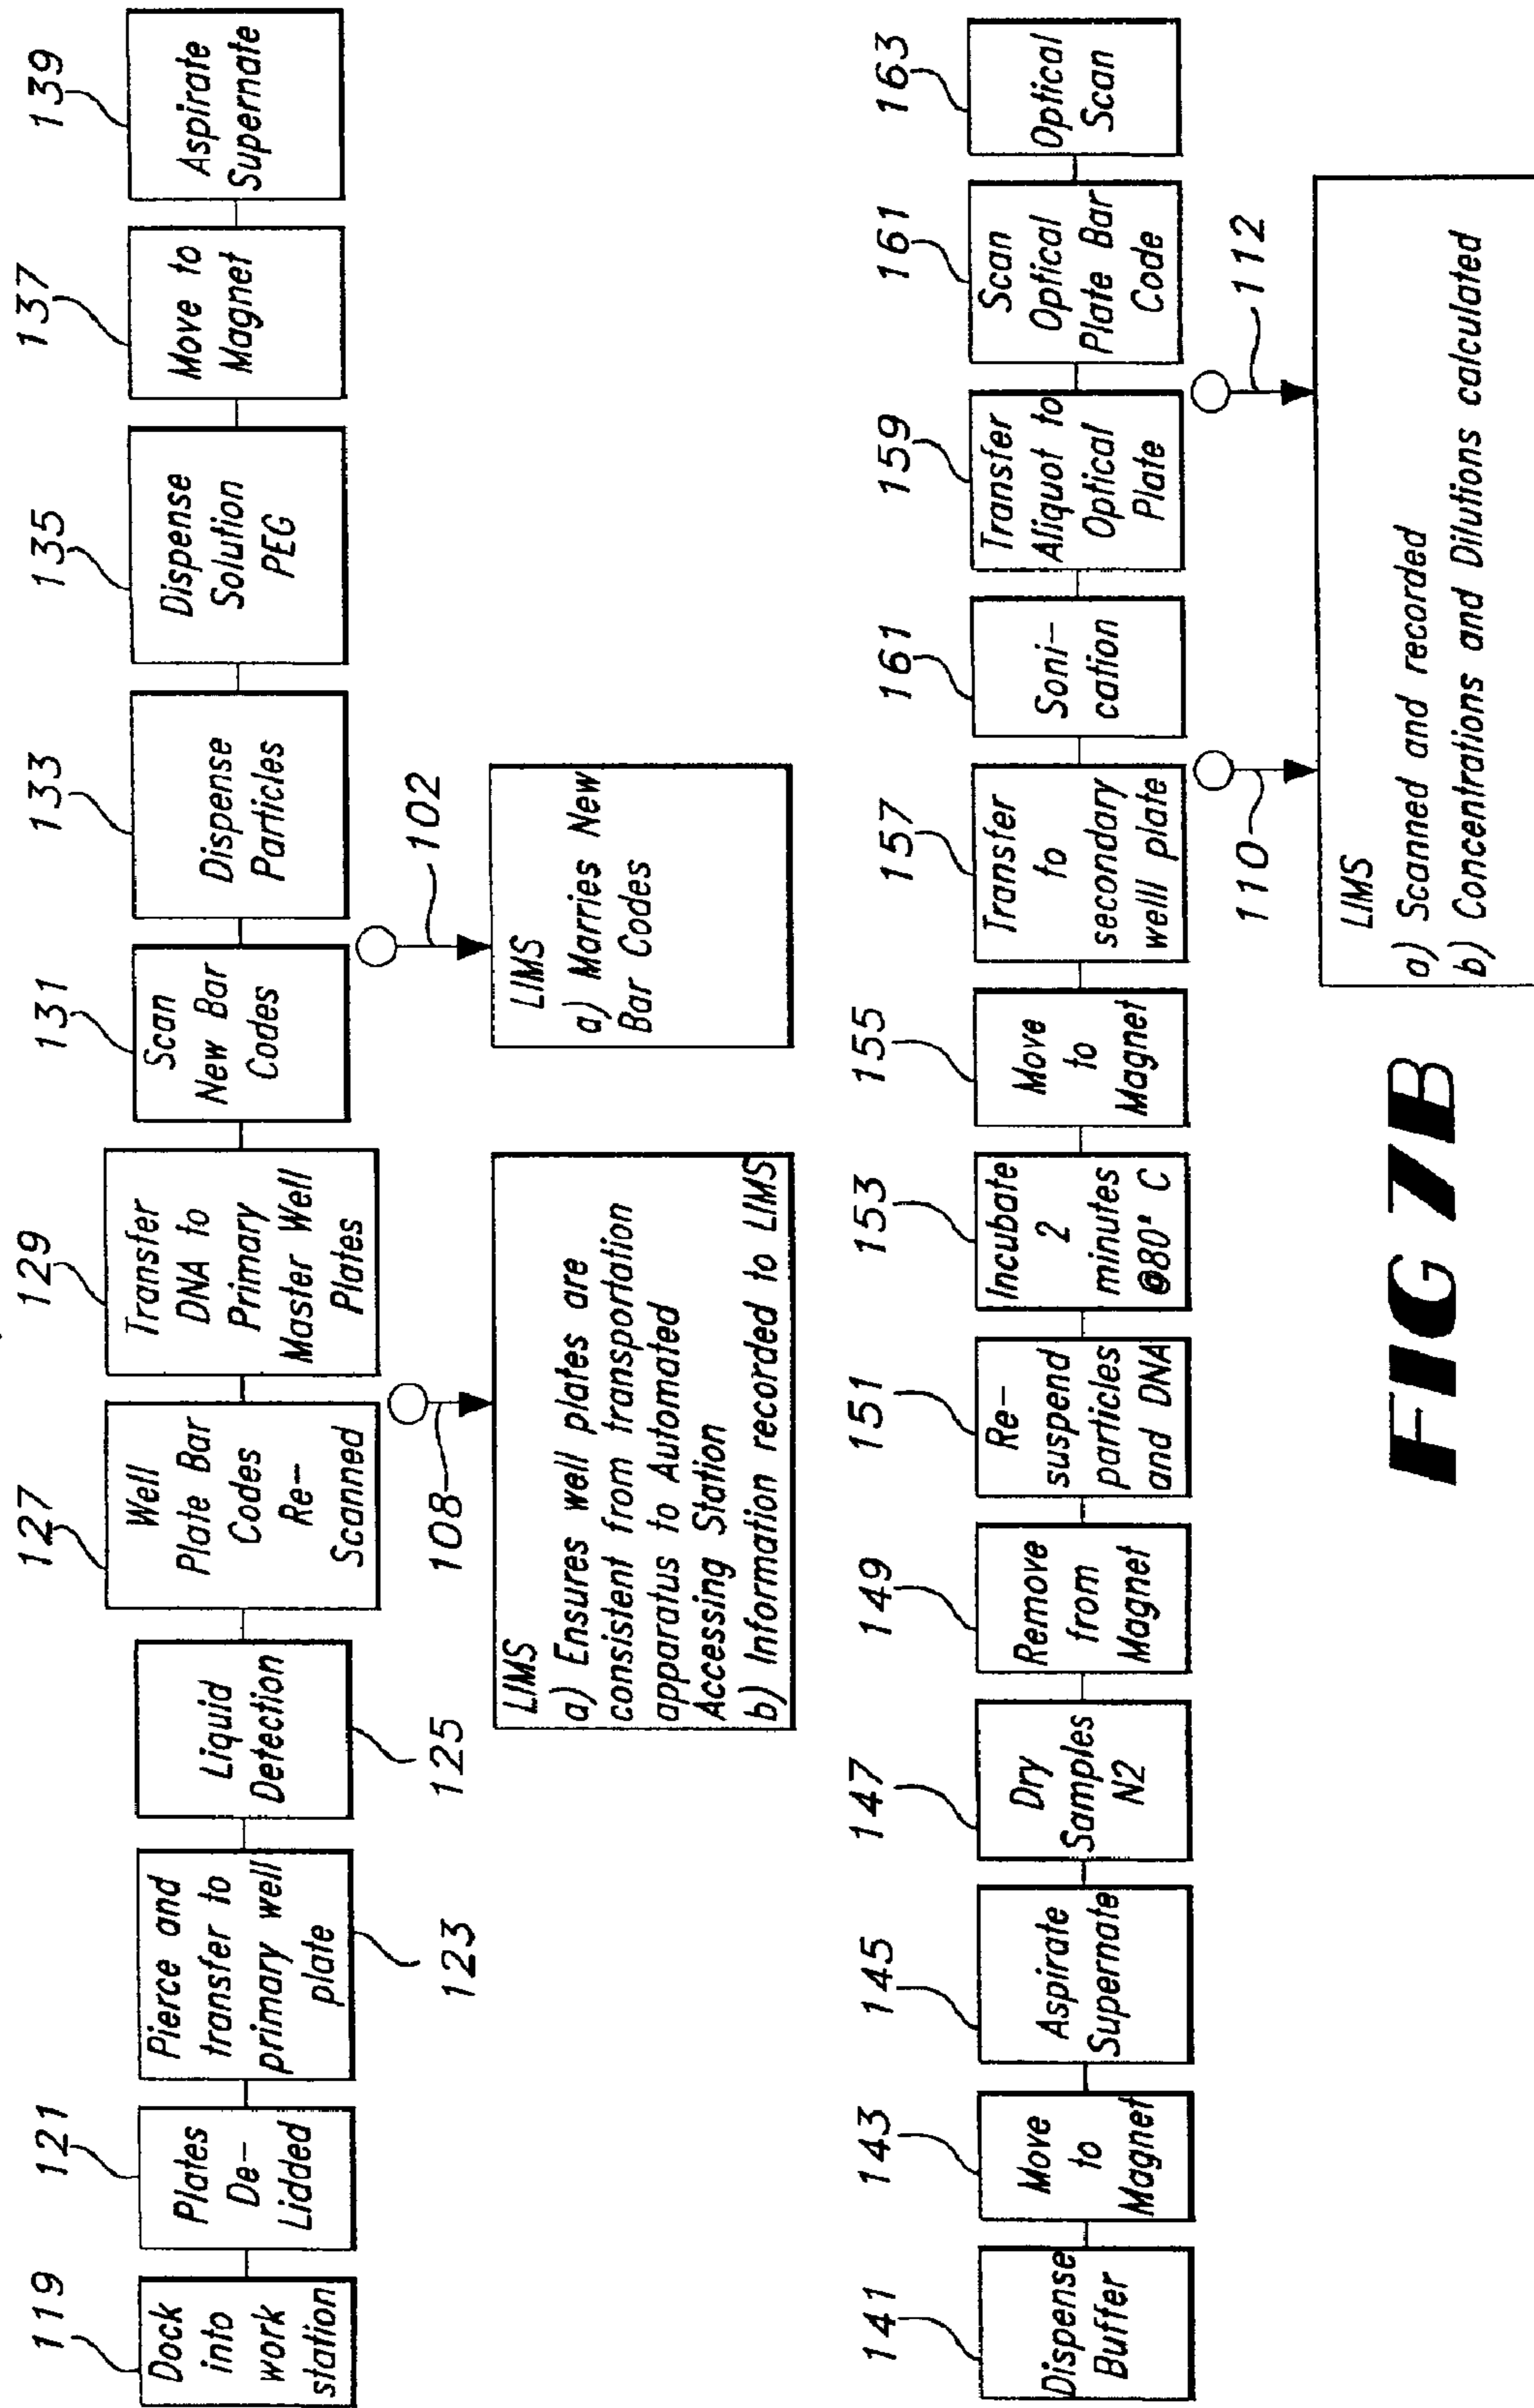 119
Dock
into
work
station
121
Plates
De-
Lidded
Pierce and
transfer to
primary well
plate
123
Liquid
Detection
125
127
Well
Plate Bar
Codes
Re-
Scanned
129
Transfer
DNA to
Primary
Master Well
Plates
131
Scan
New Bar
Codes
133
Dispense
Particles
135
Dispense
Solution
PEG
137
Move to
Magnet
139
Aspirate
Supernate
108
LIMS
a) Ensures well plates are
consistent from transportation
apparatus to Automated
Accessing Station
b) Information recorded to LIMS
102
LIMS
a) Marries New
Bar Codes
141
Dispense
Buffer
143
Move
to
Magnet
145
Aspirate
Supernate
147
Dry
Samples
N2
149
Remove
from
Magnet
151
Re-
suspend
particles
and DNA
153
Incubate
2
minutes
@80° C
155
Move
to
Magnet
157
Transfer
to
secondary
welll plate
161
Soni-
cation
159
Transfer
Aliquot to
Optical
Plate
161
Scan
Optical
Plate Bar
Code
163
Optical
Scan
110
112
LIMS
a) Scanned and recorded
b) Concentrations and Dilutions calculated
FIG 7B